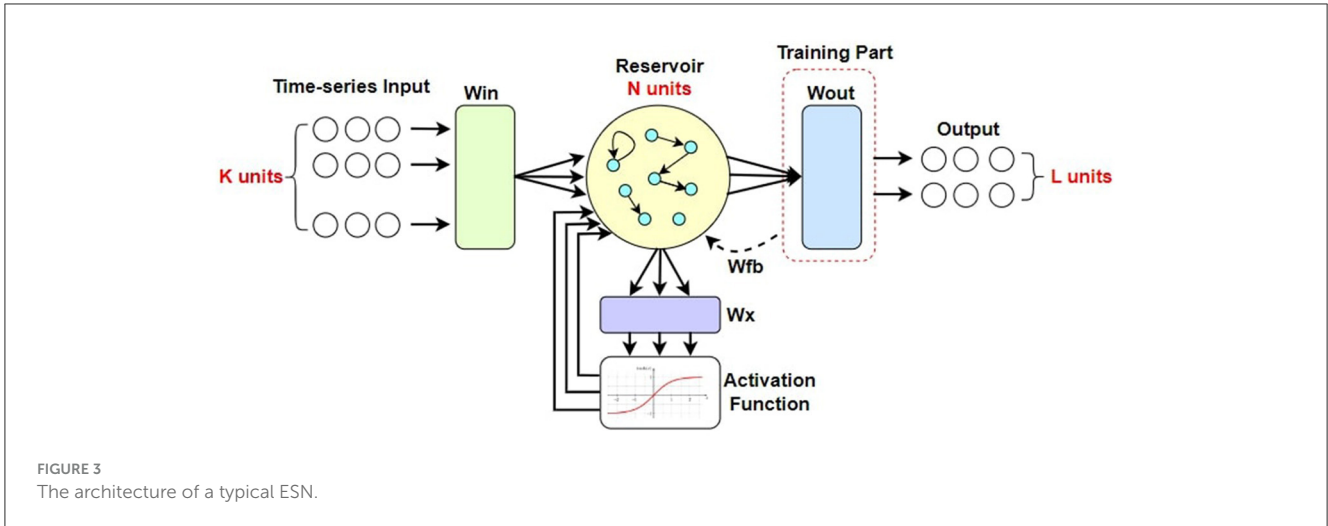 Training Part
Reservoir
N units
Time-series Input
Win
Wout
Output
K units
L units
Wfb
Wx
Activation
Function
FIGURE 3
The architecture of a typical ESN.